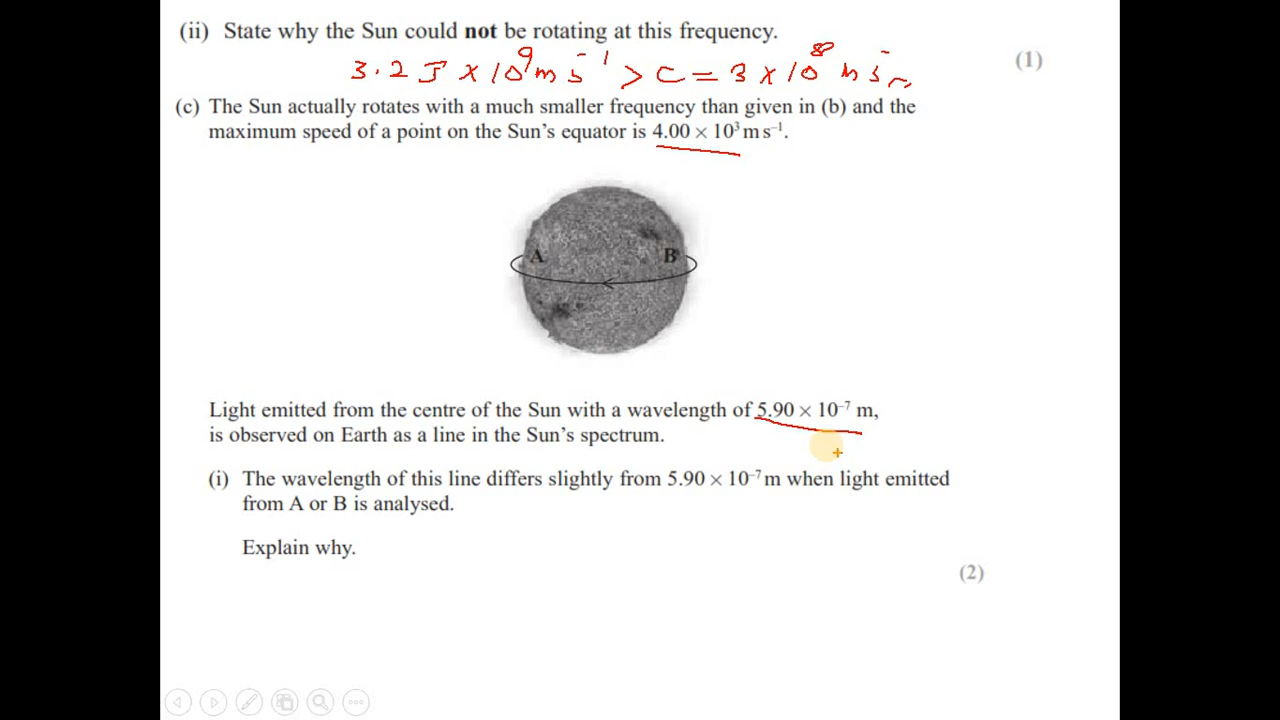 (ii) State why the Sun could not be rotating at this frequency.
3.25 × 10⁹ m s⁻¹ > C = 3 × 10⁸ m s⁻
(1)
(c) The Sun actually rotates with a much smaller frequency than given in (b) and the
maximum speed of a point on the Sun's equator is 4.00 × 10³ m s⁻¹.
A B
Light emitted from the centre of the Sun with a wavelength of 5.90 × 10⁻⁷ m,
is observed on Earth as a line in the Sun's spectrum.
(i) The wavelength of this line differs slightly from 5.90 × 10⁻⁷ m when light emitted
from A or B is analysed.
Explain why.
(2)